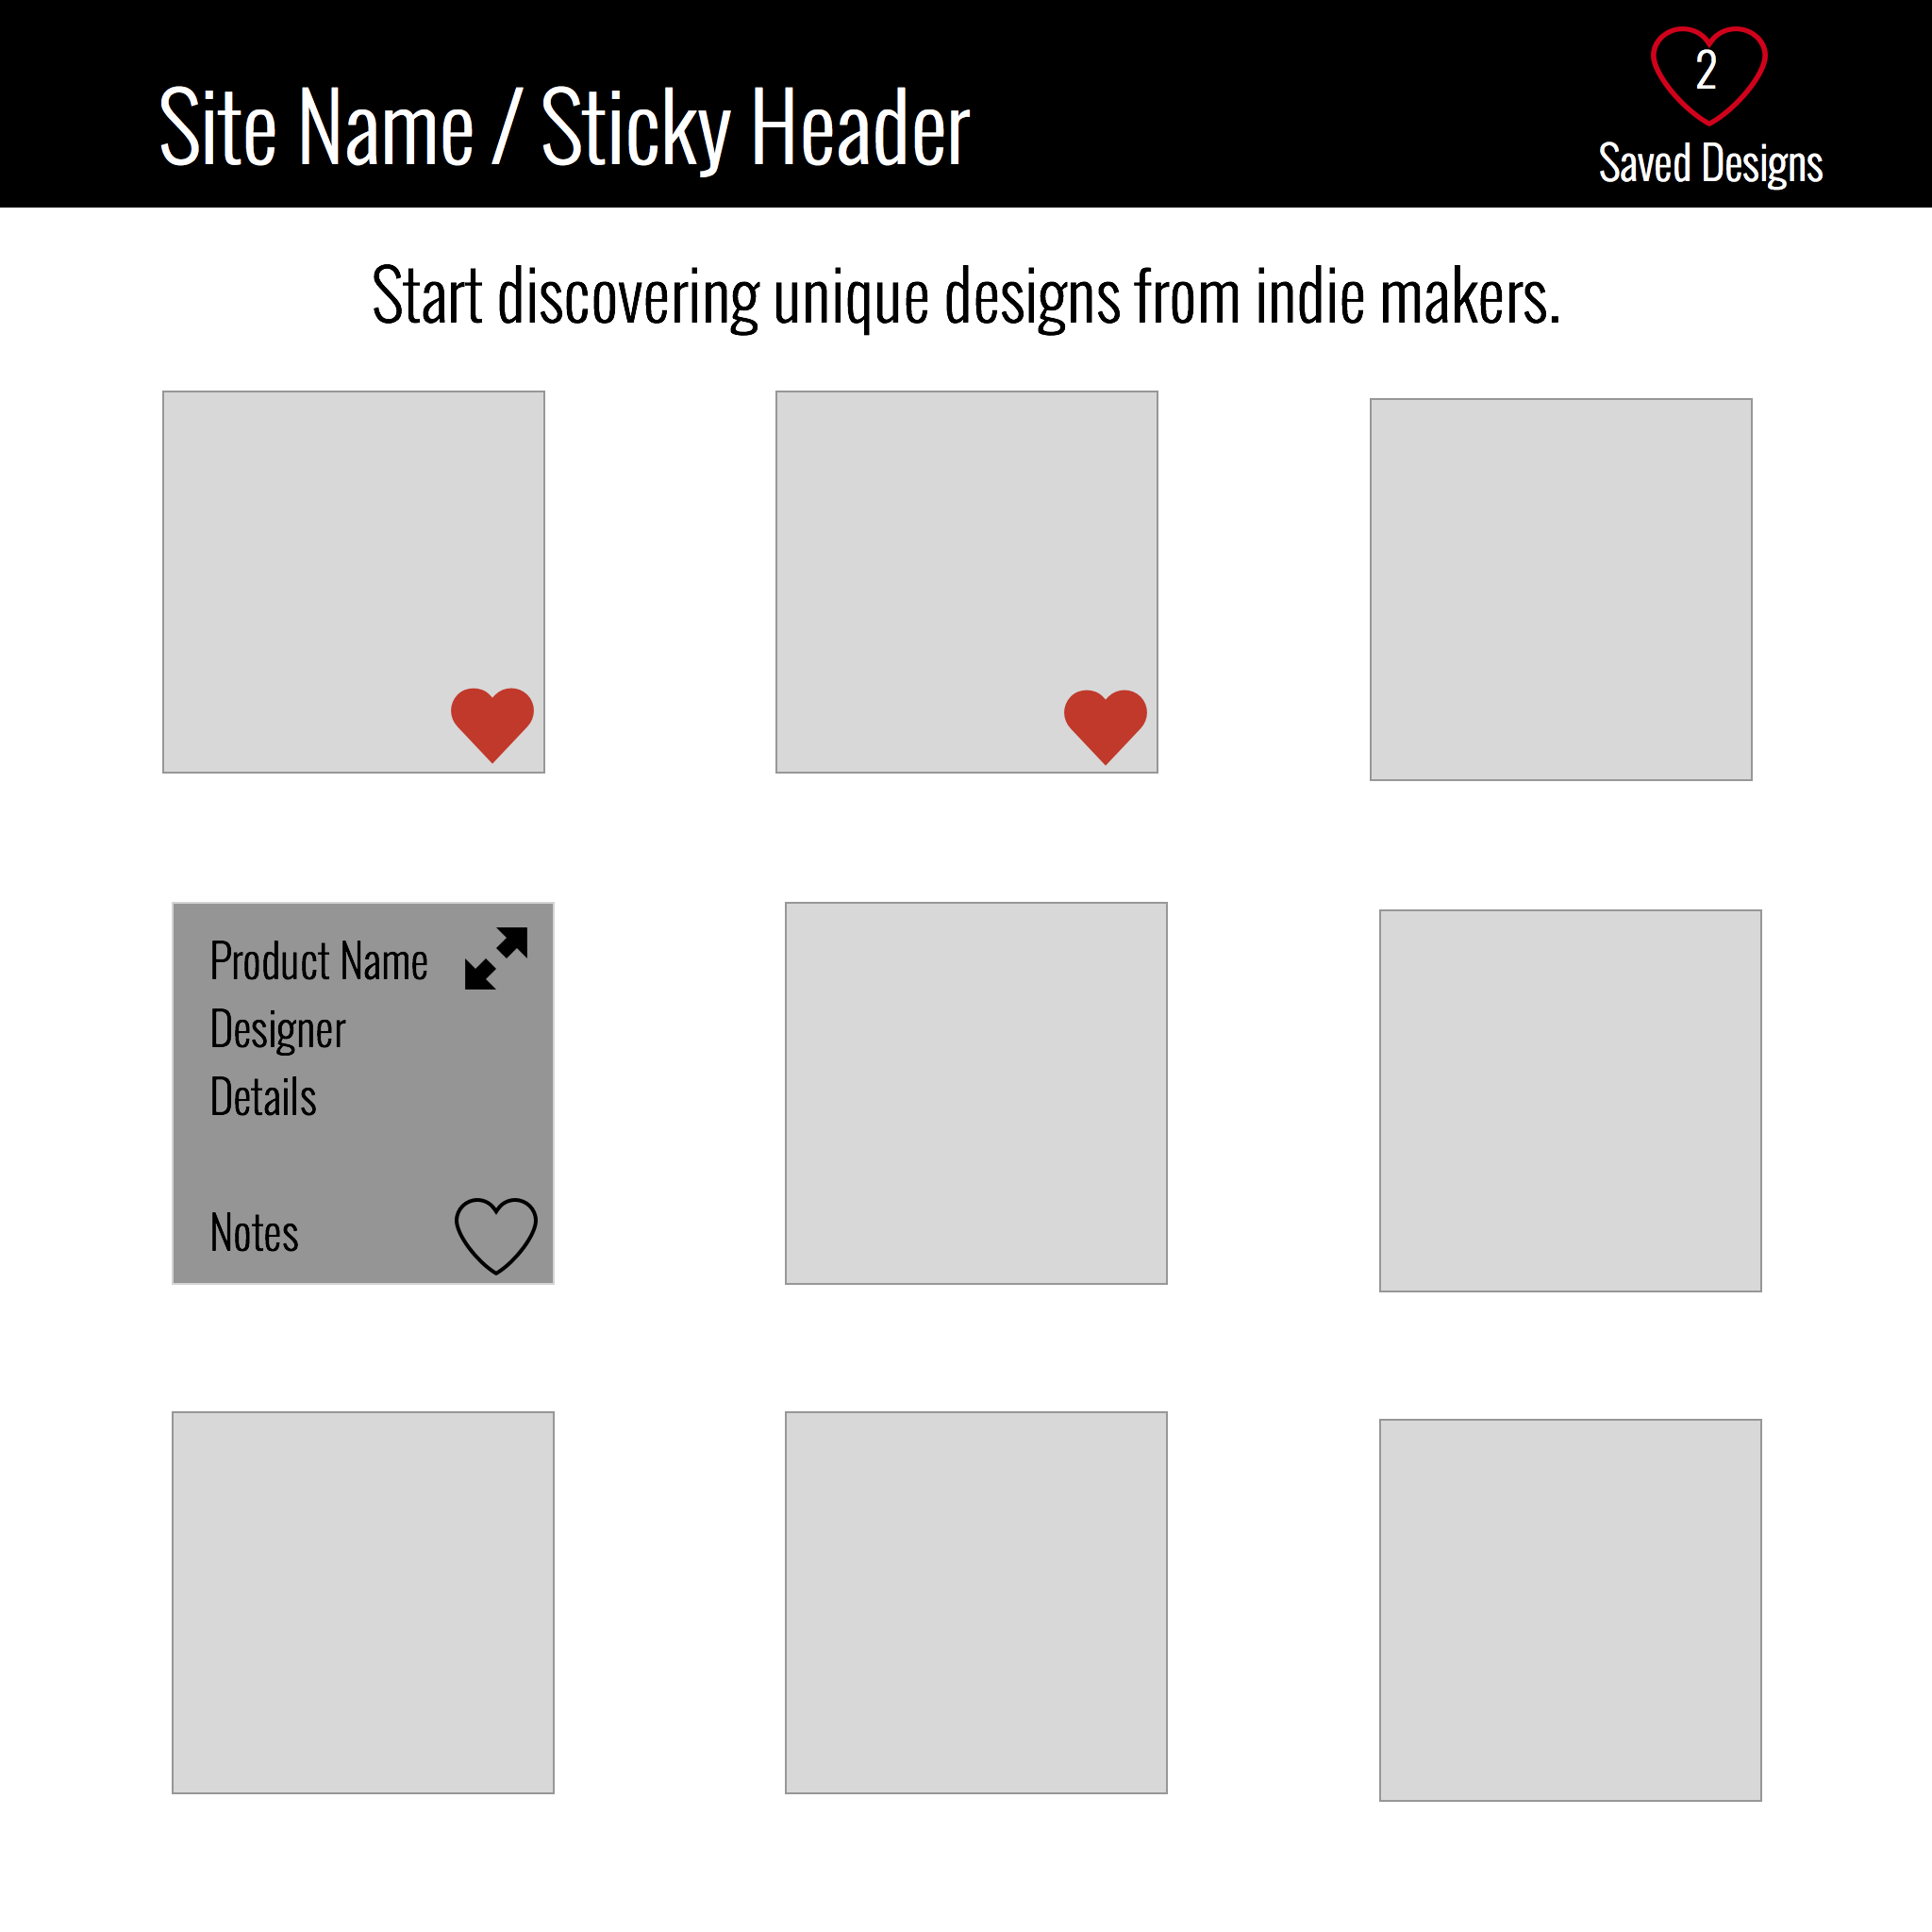 2
Site Name / Sticky Header
Saved Designs
Start discovering unique designs from indie makers.
Product Name
Designer
Details
Notes